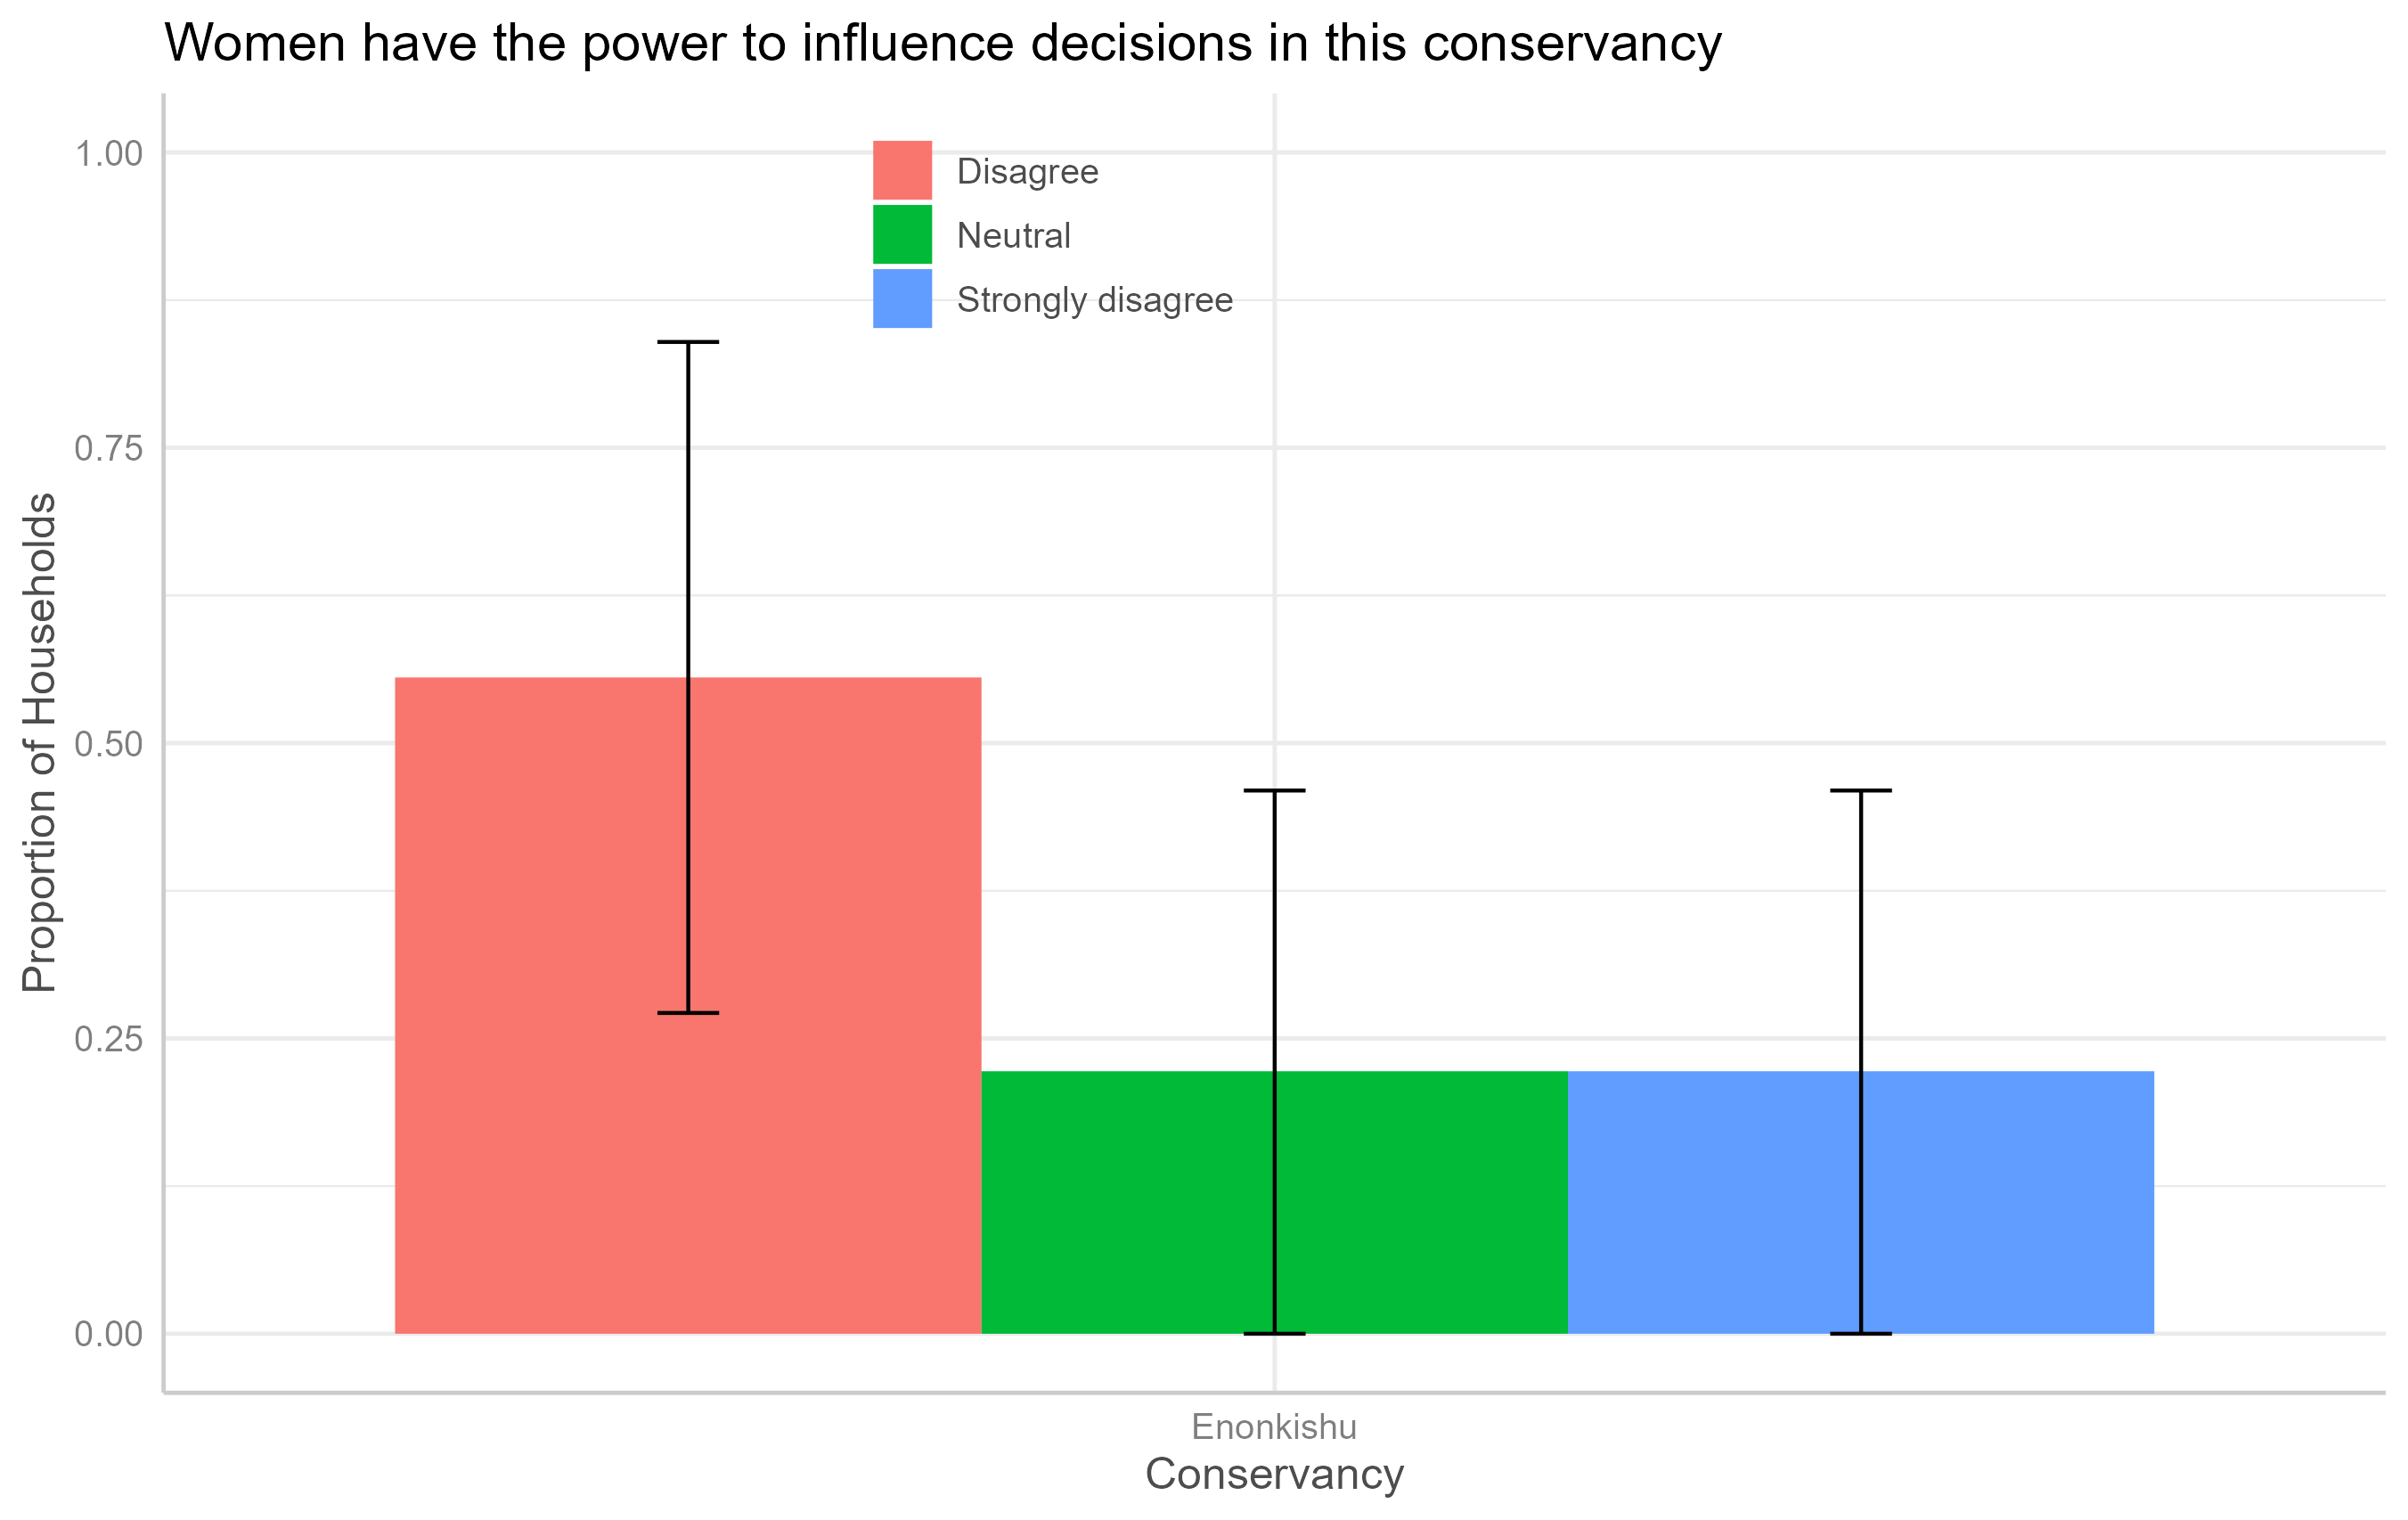 Women have the power to influence decisions in this conservancy
Disagree
Neutral
Strongly disagree
1.00
0.75
0.50
0.25
0.00
Proportion of Households
Enonkishu
Conservancy